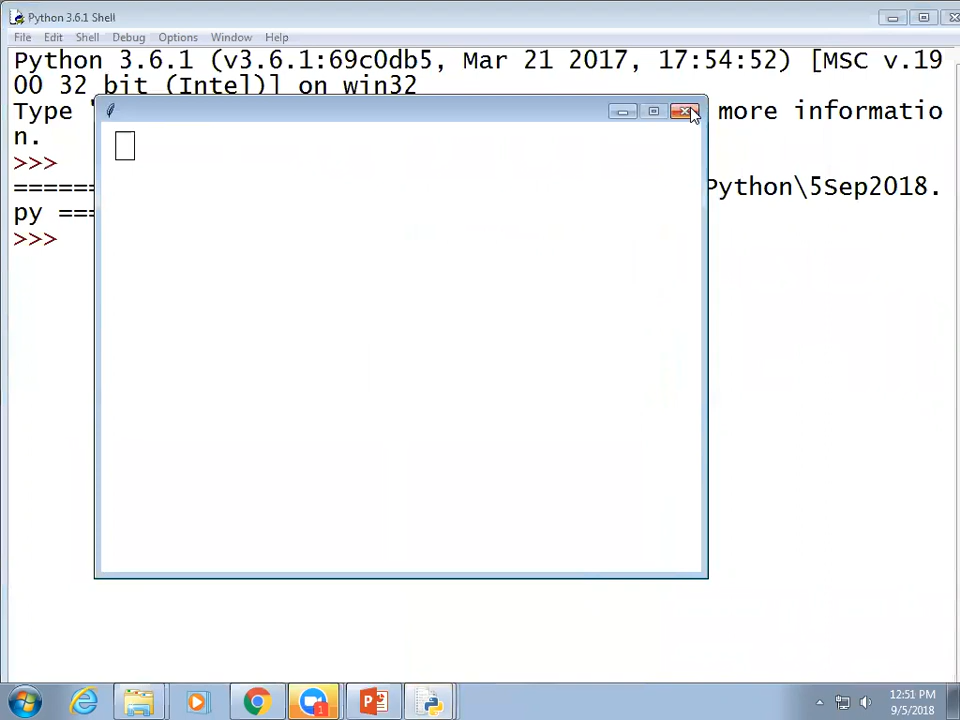 Python 3.6.1 Shell
File Edit Shell Debug Options Window Help
Python 3.6.1 (v3.6.1:69c0db5, Mar 21 2017, 17:54:52) [MSC v.19
00 32 bit (Intel)] on win32
Type " more informatio
n.
>>>
====== Python\5Sep2018.
py ===
>>>
1
12:51 PM
9/5/2018